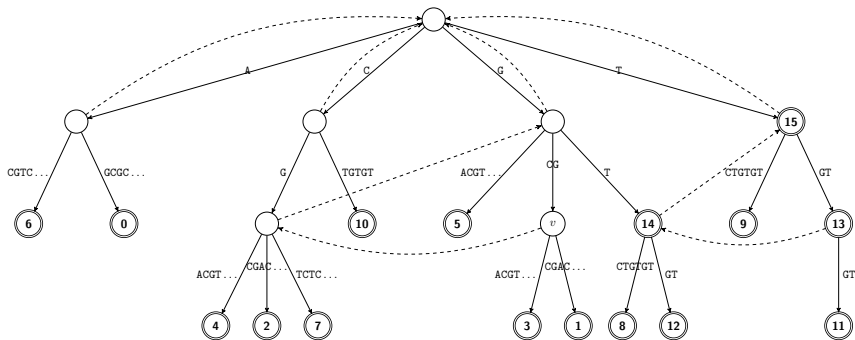 A C G T
15
CGTC... GCGC... G TGTGT ACGT... CG T CTGTGT GT
6 0 10 5 υ 14 9 13
ACGT... CGAC... TCTC... ACGT... CGAC... CTGTGT GT GT
4 2 7 3 1 8 12 11